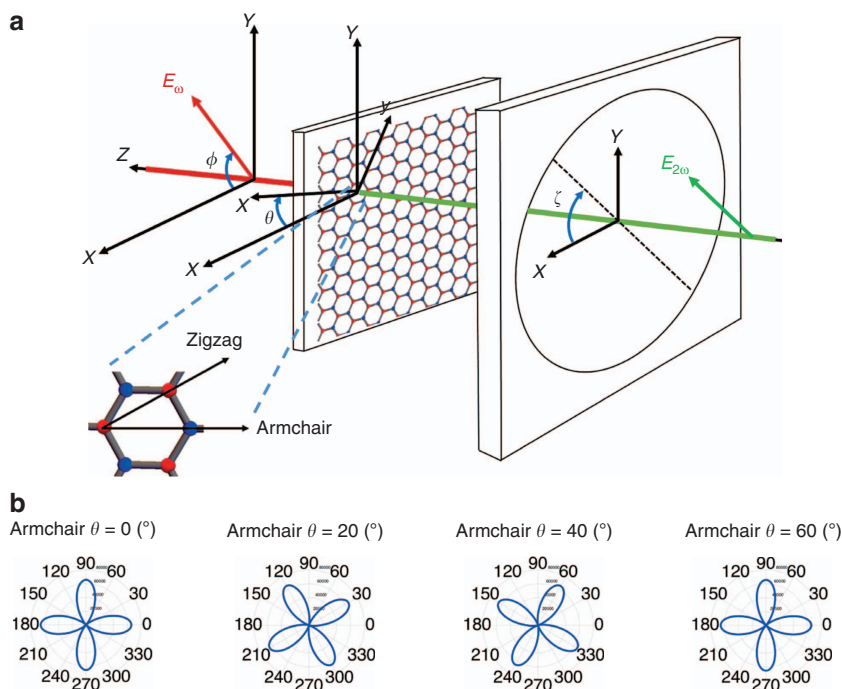 a
Y
Y
E_ω
y
Z
ϕ
Y
E_2ω
X
θ
ζ
X
X
X
Zigzag
Armchair
b
Armchair θ = 0 (°)
Armchair θ = 20 (°)
Armchair θ = 40 (°)
Armchair θ = 60 (°)
90
120 60
150 30
180 0
210 330
240 300
270
90
120 60
150 30
180 0
210 330
240 300
270
90
120 60
150 30
180 0
210 330
240 300
270
90
120 60
150 30
180 0
210 330
240 300
270